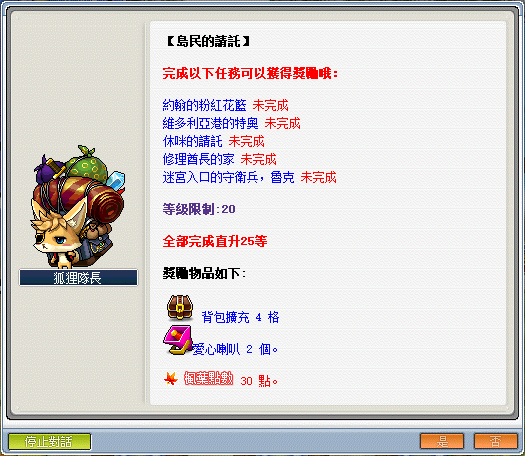 【島民的請託】
完成以下任務可以獲得獎勵哦:
約翰的粉紅花籃 未完成
維多利亞港的特奧 未完成
休咪的請託 未完成
修理酋長的家 未完成
迷宮入口的守衛兵, 魯克 未完成
等級限制:20
全部完成直升25等
獎勵物品如下:
背包擴充 4 格
愛心喇叭 2 個。
楓葉點數 30 點。
狐狸隊長
停止對話
是
否